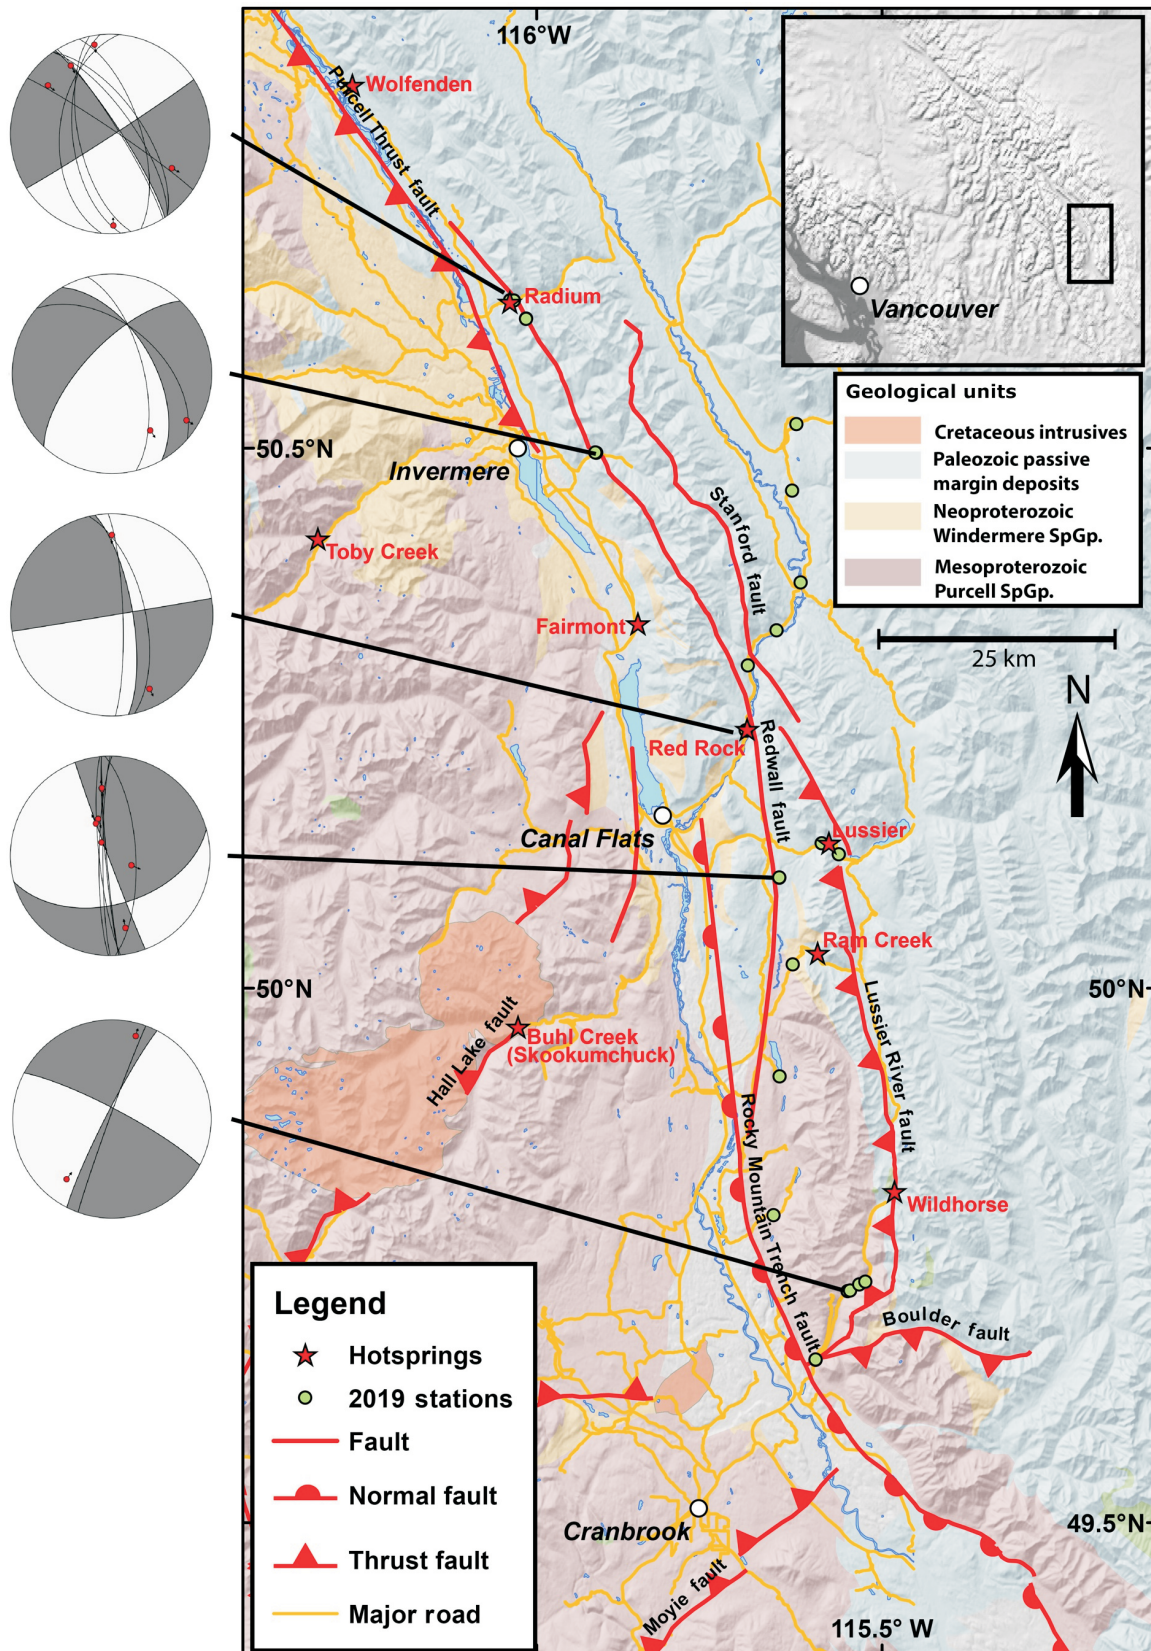 116°W
Wolfenden
Purcell Thrust fault
Radium
Vancouver
Geological units
Cretaceous intrusives
Paleozoic passive
margin deposits
Neoproterozoic
Windermere SpGp.
Mesoproterozoic
Purcell SpGp.
50.5°N
Invermere
Stanford fault
Toby Creek
Fairmont
25 km
N
Red Rock
Redwall fault
Canal Flats
Lussier
Ram Creek
50°N
50°N
Lussier River fault
Hall Lake fault
Buhl Creek
(Skookumchuck)
Rocky Mountain Trench fault
Wildhorse
Boulder fault
Legend
Hotsprings
2019 stations
Fault
Normal fault
Thrust fault
Major road
Cranbrook
49.5°N
Moyie fault
115.5° W